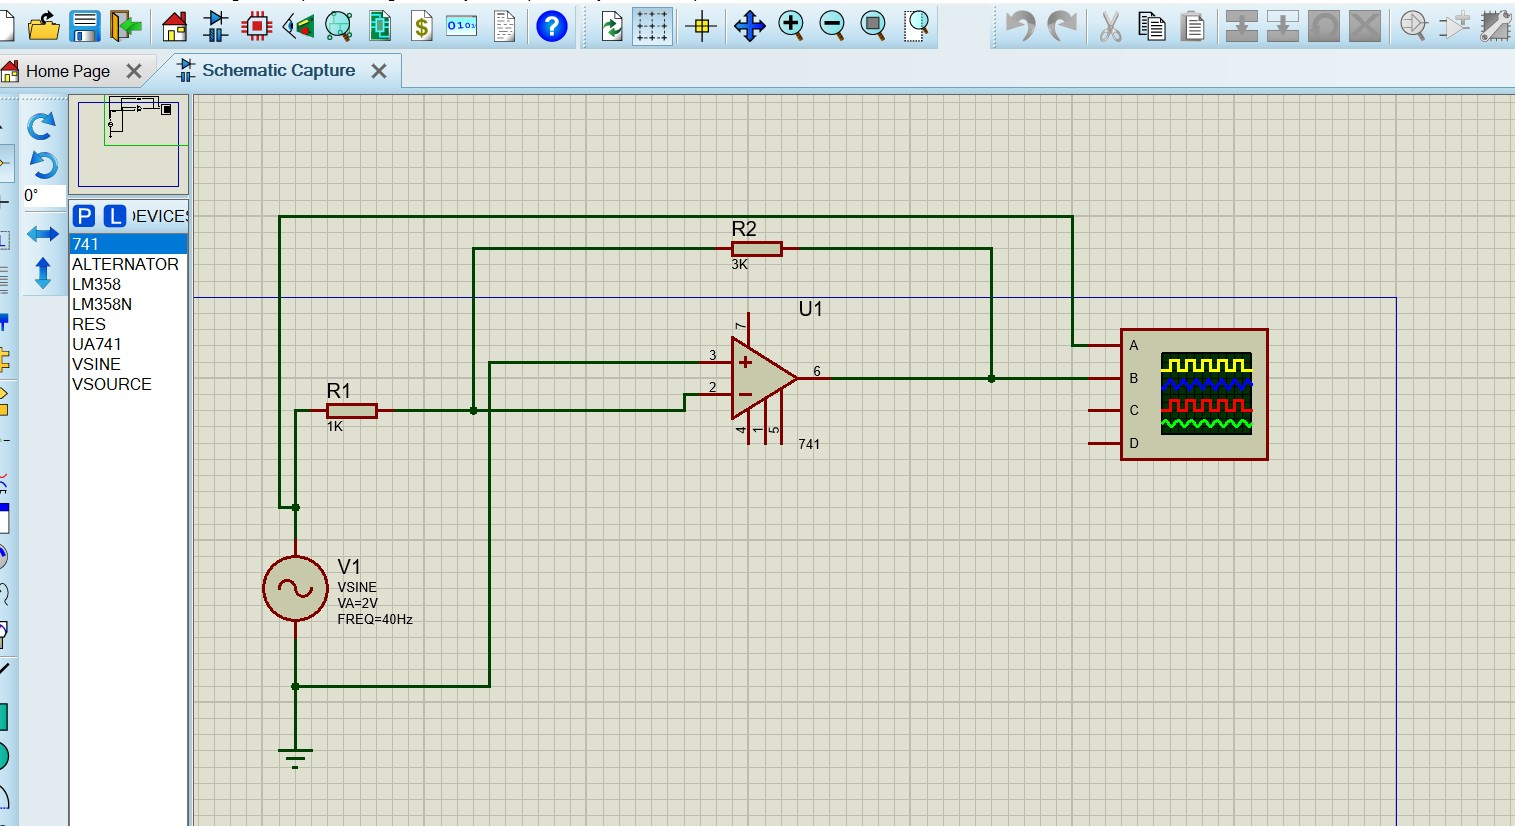 Home Page
Schematic Capture
0°
P L DEVICES
741
ALTERNATOR
LM358
LM358N
RES
UA741
VSINE
VSOURCE
R2
3K
U1
7
3
2
6
4
1
5
741
R1
1K
A
B
C
D
V1
VSINE
VA=2V
FREQ=40Hz